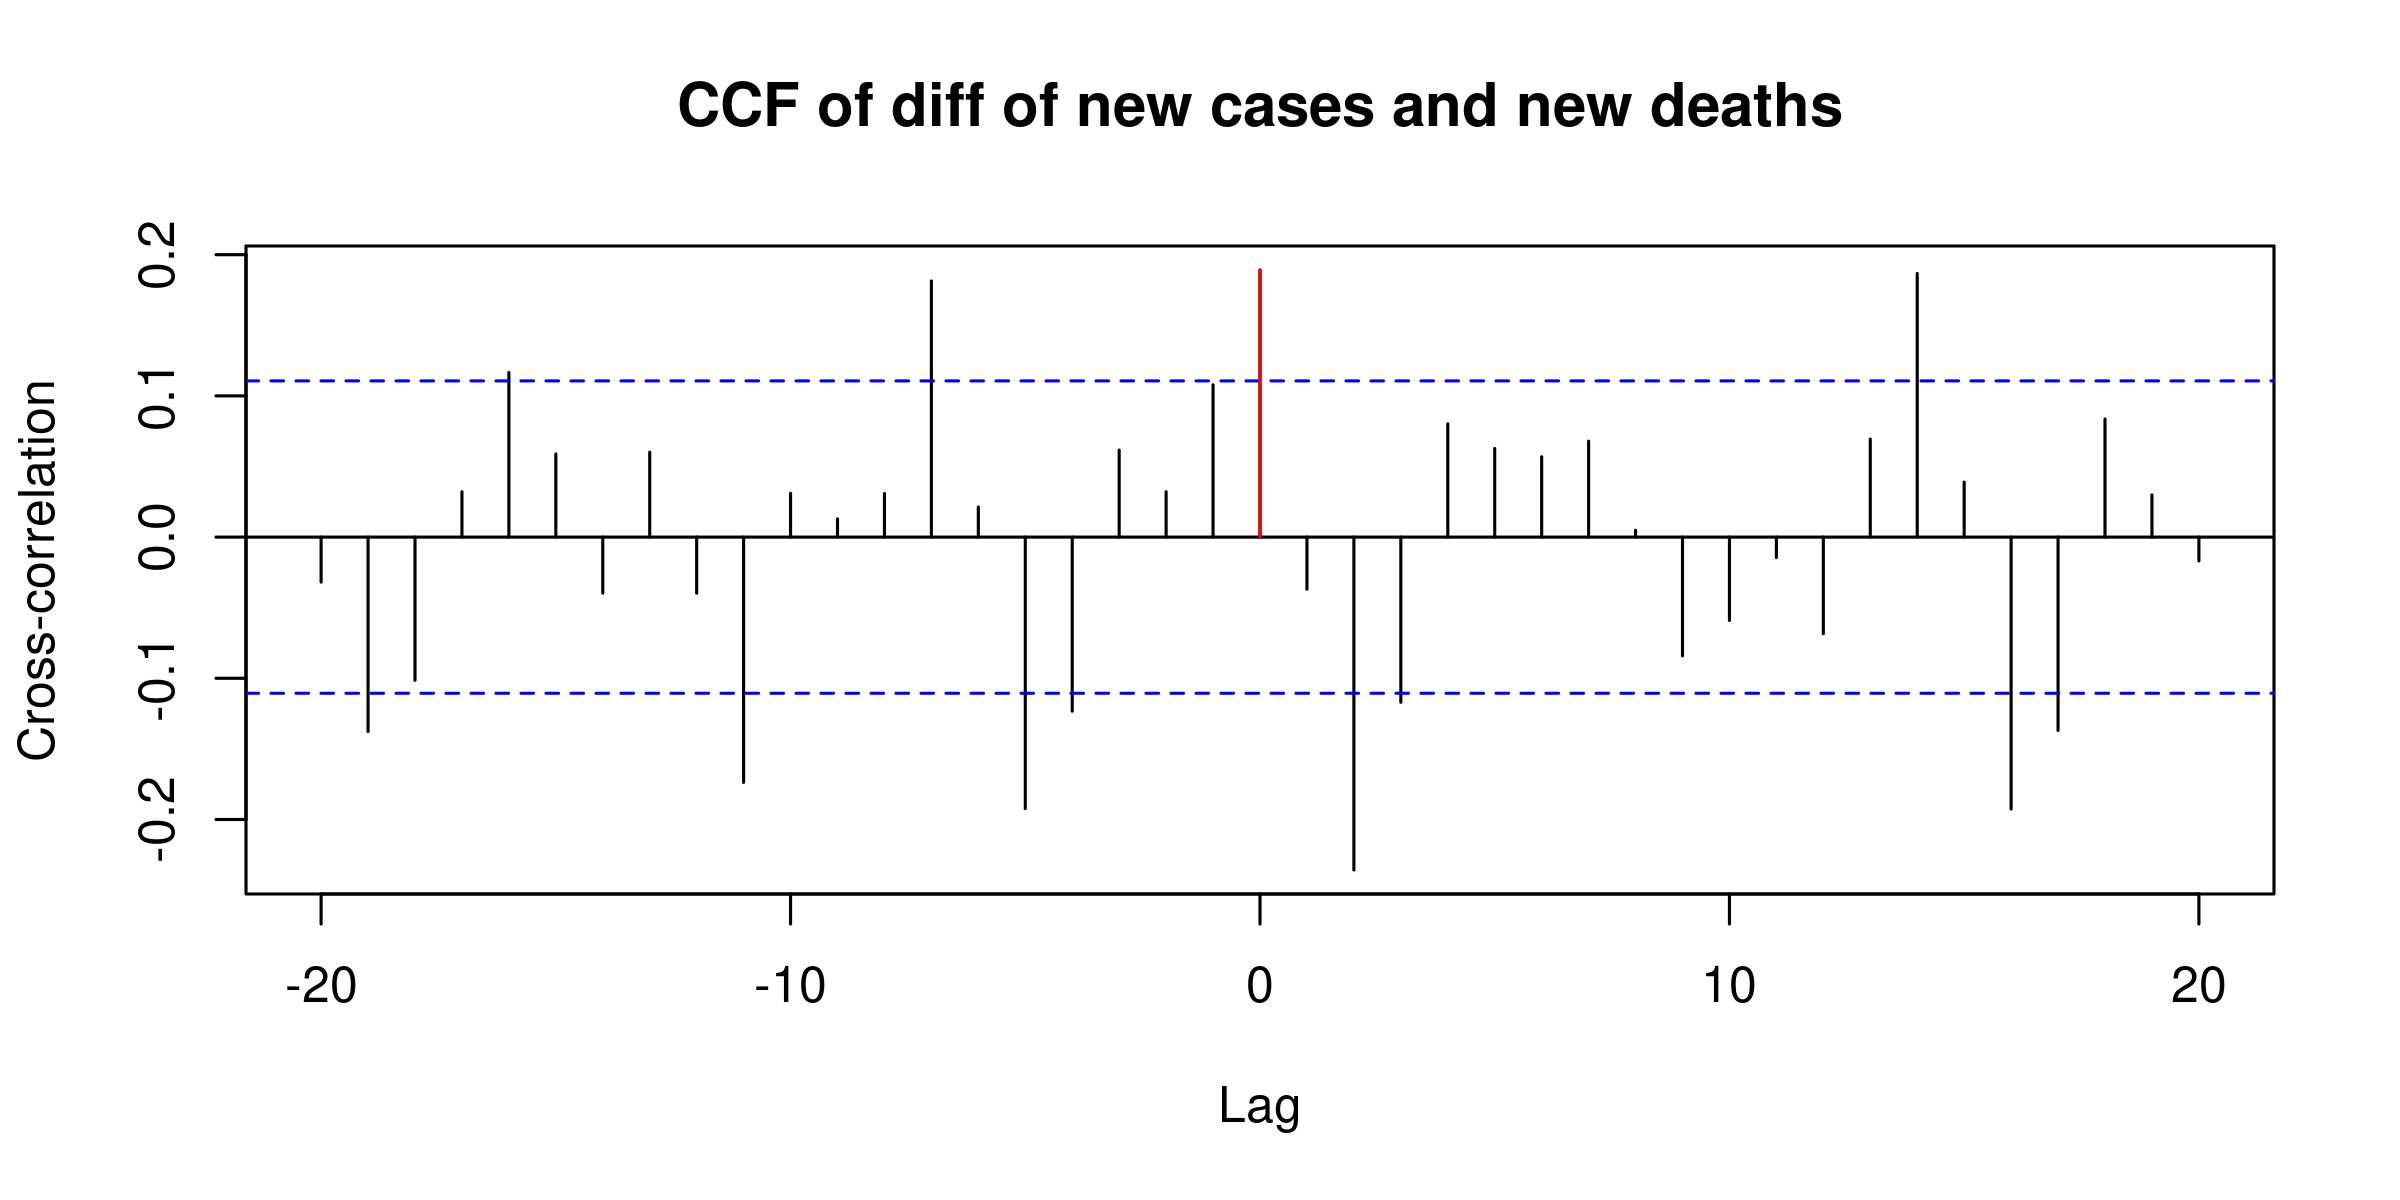 CCF of diff of new cases and new deaths
Cross-correlation
0.2
0.1
0.0
-0.1
-0.2
-20 -10 0 10 20
Lag